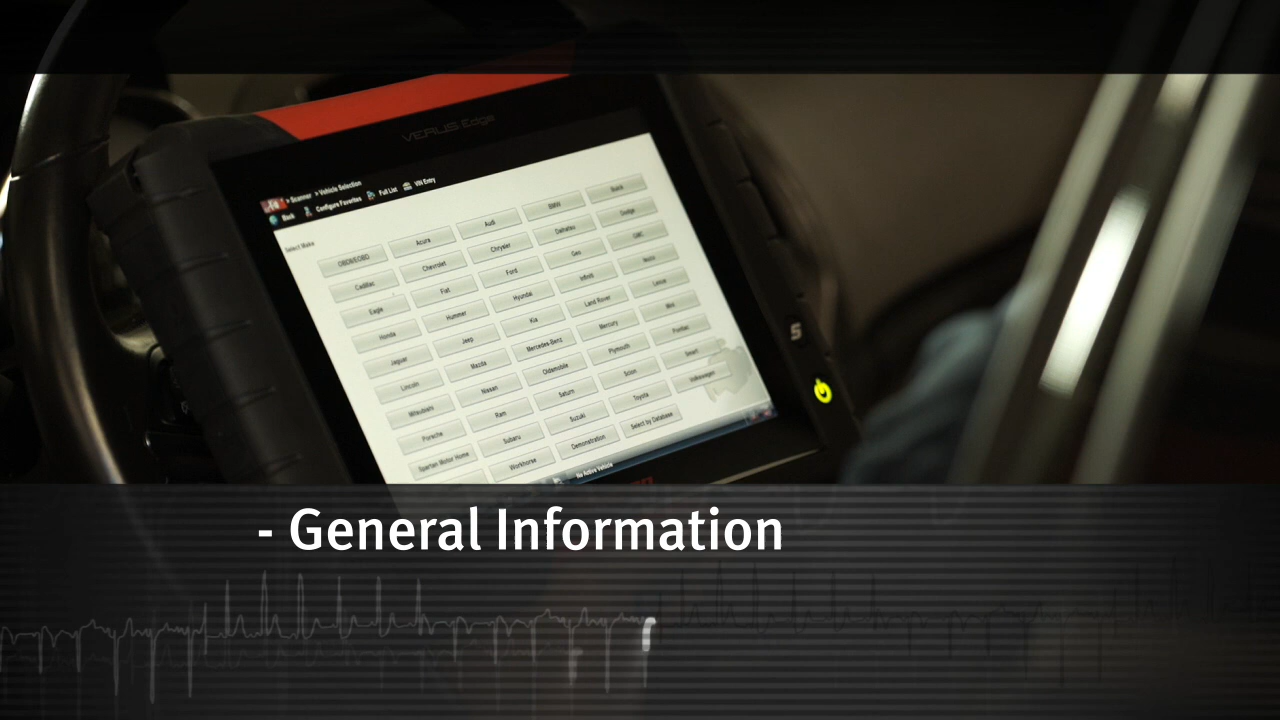 VERUS Edge
> Scanner > Vehicle Selection
Back Configure Favorites Full List VIN Entry
Select Make
OBDII/EOBD Acura Audi BMW Buick
Cadillac Chevrolet Chrysler Daihatsu Dodge
Eagle Fiat Ford Geo GMC
Honda Hummer Hyundai Infiniti Isuzu
Jaguar Jeep Kia Land Rover Lexus
Lincoln Mazda Mercedes-Benz Mercury Mini
Mitsubishi Nissan Oldsmobile Plymouth Pontiac
Porsche Ram Saturn Scion Smart
Spartan Motor Home Subaru Suzuki Toyota Volkswagen
Workhorse Demonstration Select by Database
No Active Vehicle
S
- General Information